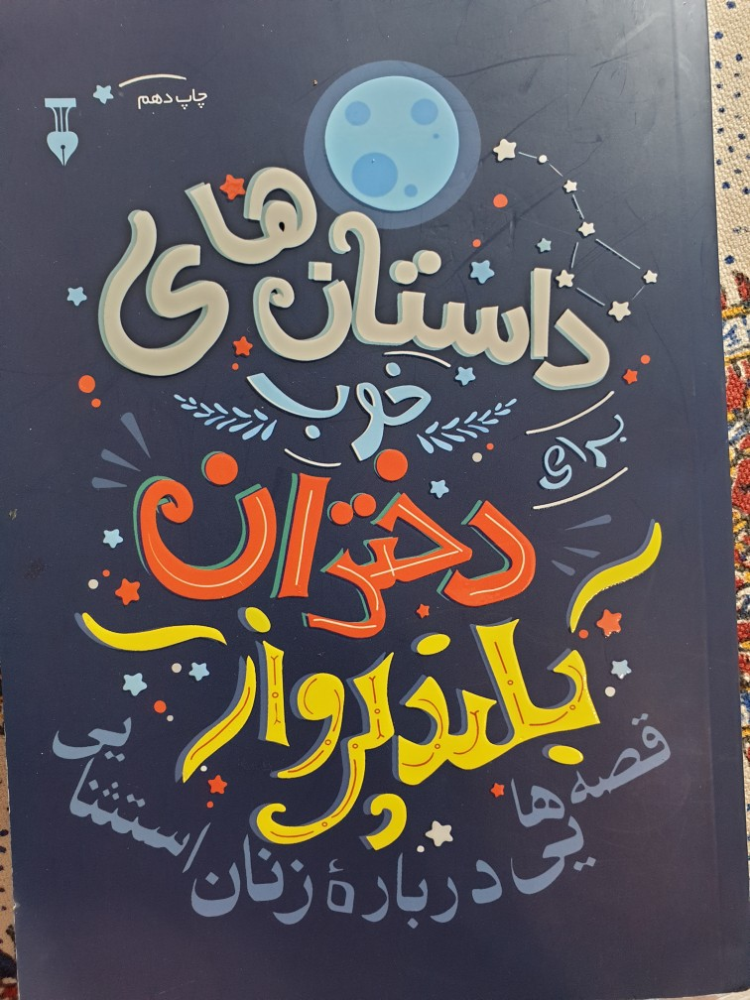 چاپ دهم
داستان‌های
خوب
برای
دختران
بلندپرواز
قصه‌هایی دربارهٔ زنان استثنایی